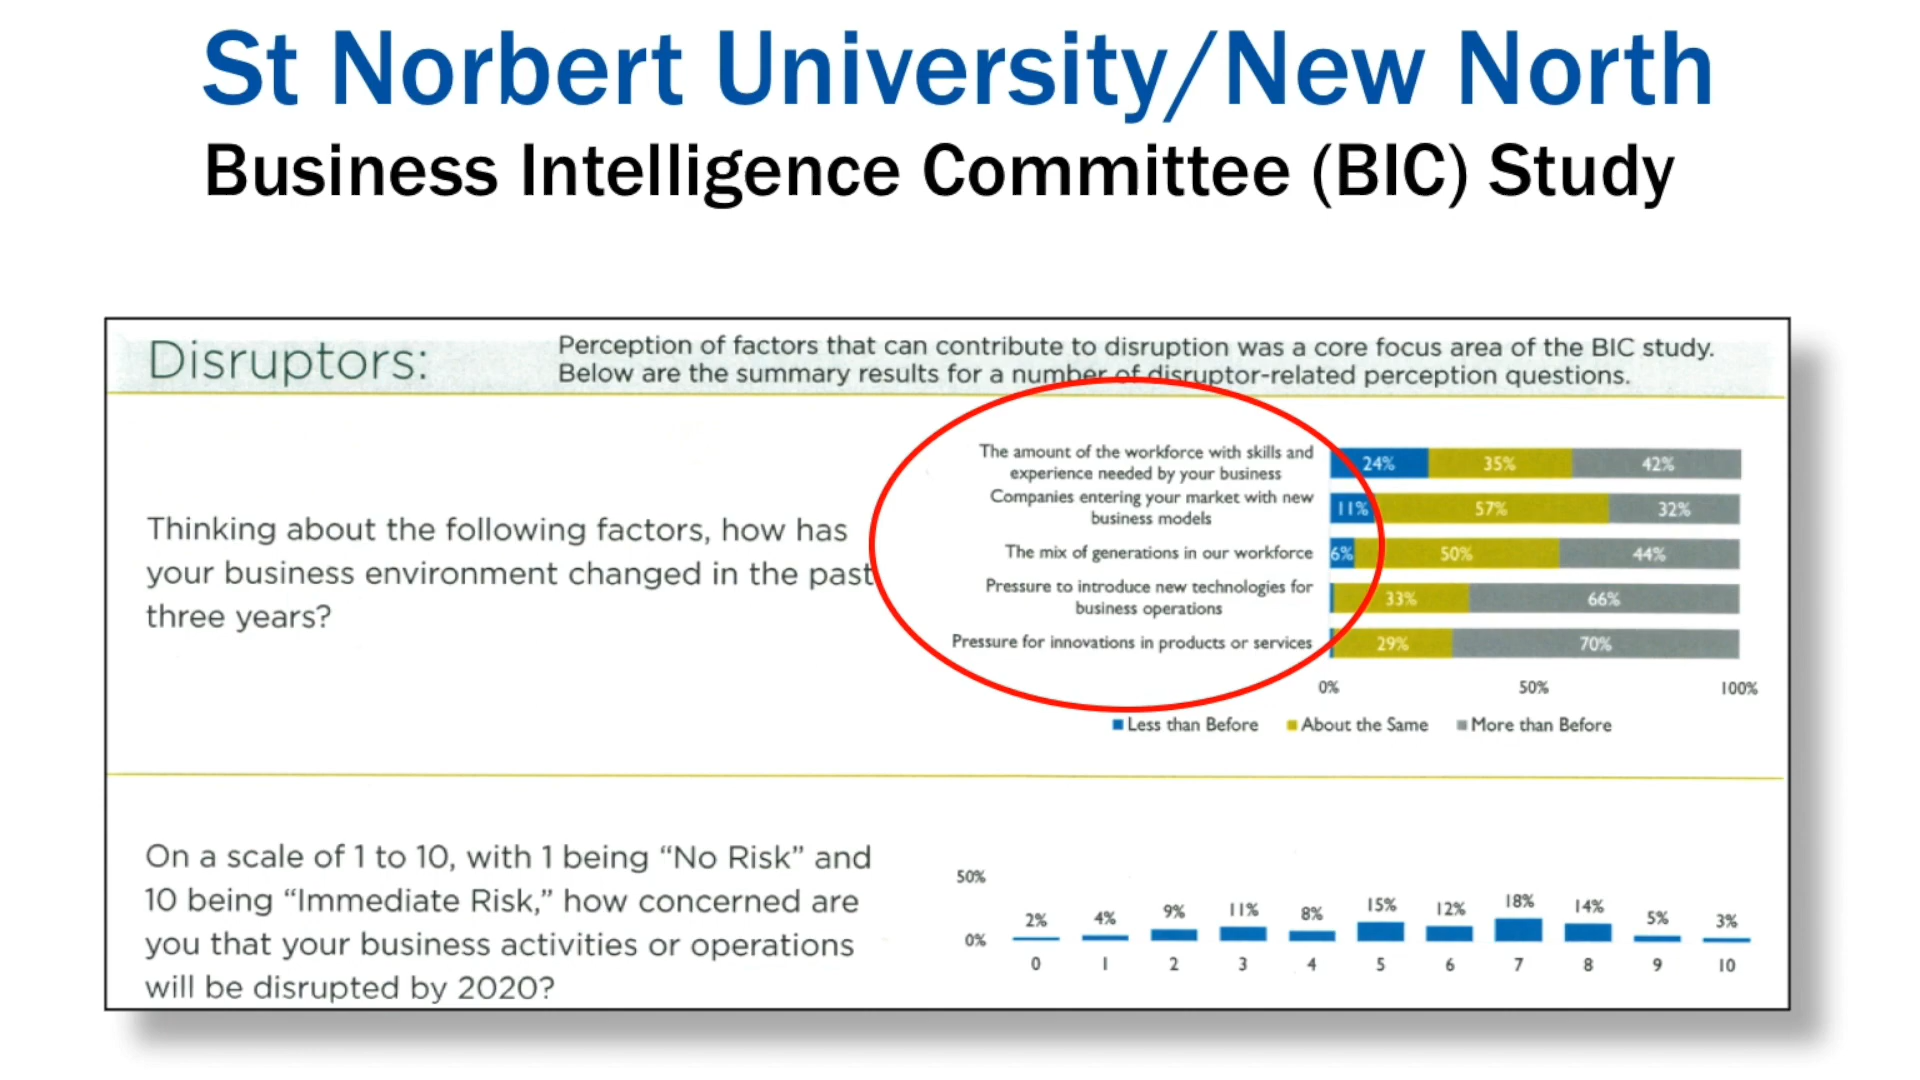 St Norbert University/New North
Business Intelligence Committee (BIC) Study
Disruptors:
Perception of factors that can contribute to disruption was a core focus area of the BIC study.
Below are the summary results for a number of disruptor-related perception questions.
Thinking about the following factors, how has
your business environment changed in the past
three years?
The amount of the workforce with skills and
experience needed by your business
24% 35% 42%
Companies entering your market with new
business models
11% 57% 32%
The mix of generations in our workforce
6% 50% 44%
Pressure to introduce new technologies for
business operations
33% 66%
Pressure for innovations in products or services
29% 70%
0% 50% 100%
Less than Before About the Same More than Before
On a scale of 1 to 10, with 1 being “No Risk” and
10 being “Immediate Risk,” how concerned are
you that your business activities or operations
will be disrupted by 2020?
50%
0%
2% 4% 9% 11% 8% 15% 12% 18% 14% 5% 3%
0 1 2 3 4 5 6 7 8 9 10